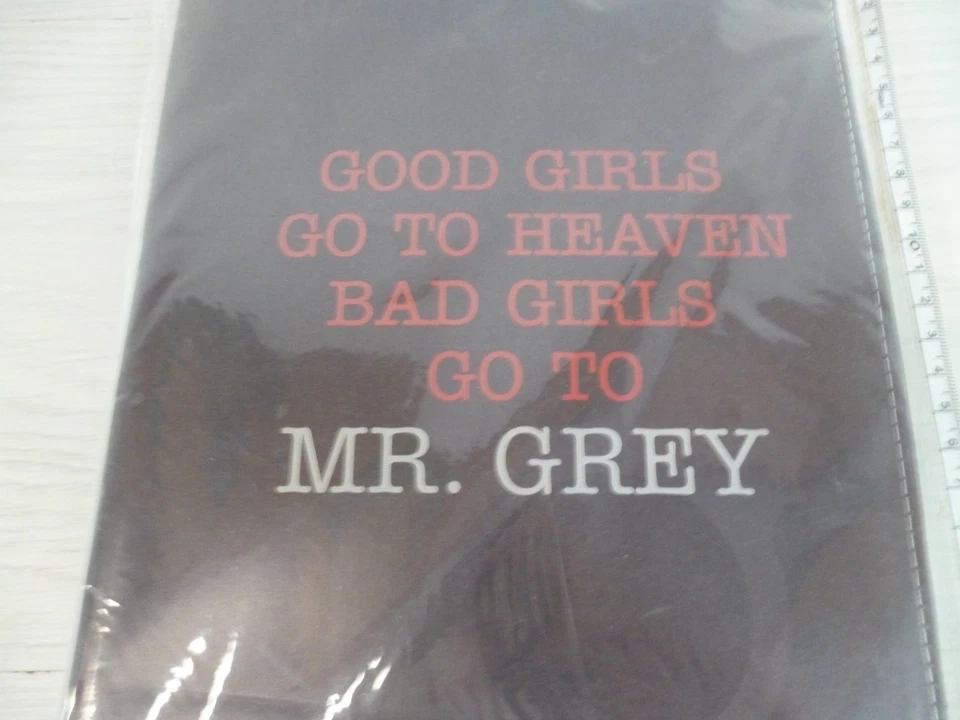 GOOD GIRLS
GO TO HEAVEN
BAD GIRLS
GO TO
MR. GREY